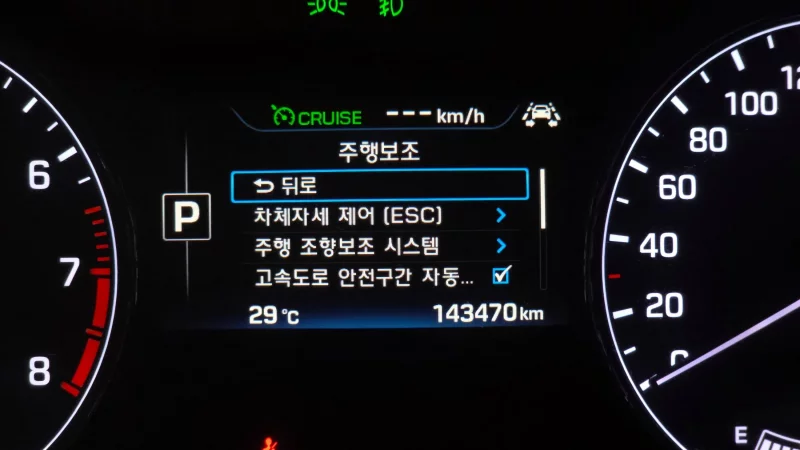 CRUISE --- km/h
주행보조
뒤로
P
차체자세 제어 (ESC)
주행 조향보조 시스템
고속도로 안전구간 자동...
29 °C
143470 km
6
7
8
120
100
80
60
40
20
0
E